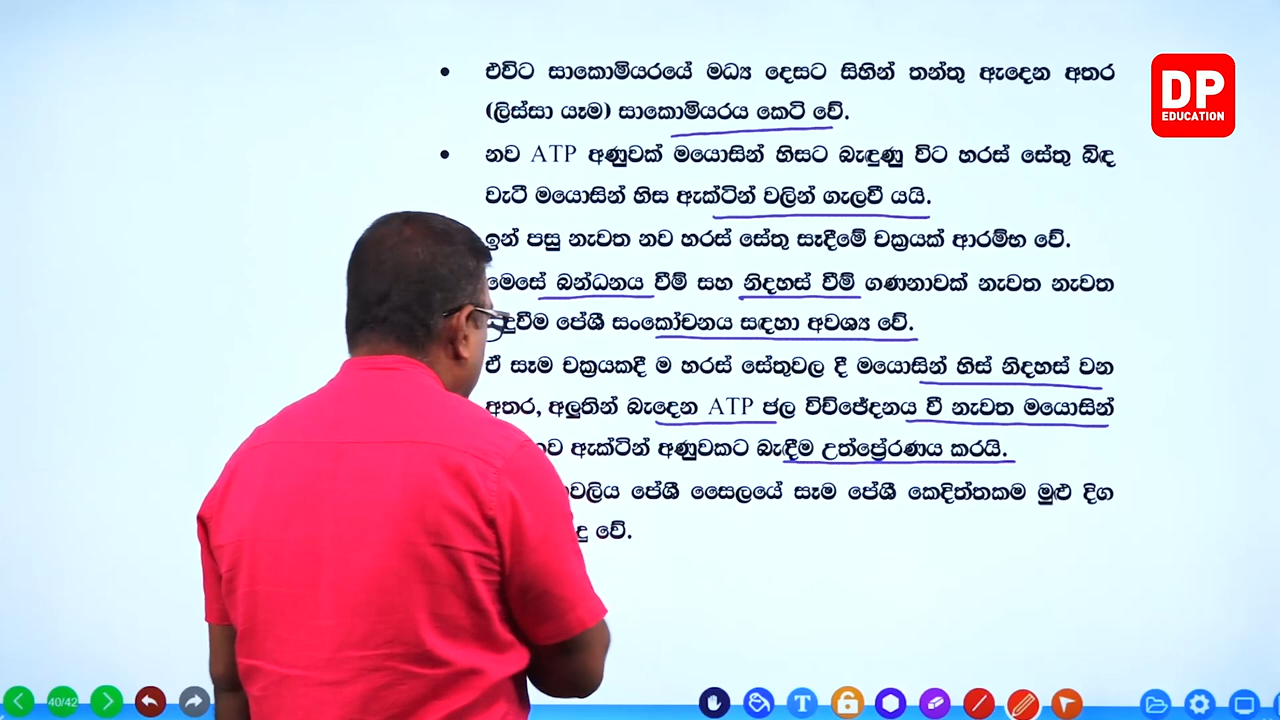 එවිට සාකොමියරයේ මධ්‍ය දෙසට සිහින් තන්තු ඇදෙන අතර
(ලිස්සා යෑම) සාකොමියරය කෙටි වේ.
නව ATP අණුවක් මයොසින් හිසට බැඳුණු විට හරස් සේතු බිඳ
වැටී මයොසින් හිස ඇක්ටින් වලින් ගැලවී යයි.
ඉන් පසු නැවත නව හරස් සේතු සෑදීමේ චක්‍රයක් ආරම්භ වේ.
මෙසේ බන්ධනය වීම් සහ නිදහස් වීම් ගණනාවක් නැවත නැවත
පේශී සංකෝචනය සඳහා අවශ්‍ය වේ.
ඒ සෑම චක්‍රයකදී ම හරස් සේතුවල දී මයොසින් හිස් නිදහස් වන
අතර, අලුතින් බැඳෙන ATP ජල විච්ඡේදනය වී නැවත මයොසින්
ඇක්ටින් අණුවකට බැඳීම උත්ප්‍රේරණය කරයි.
පේශී සෛලයේ සෑම පේශී කෙදිත්තකම මුළු දිග
වේ.
DP
EDUCATION
40/42